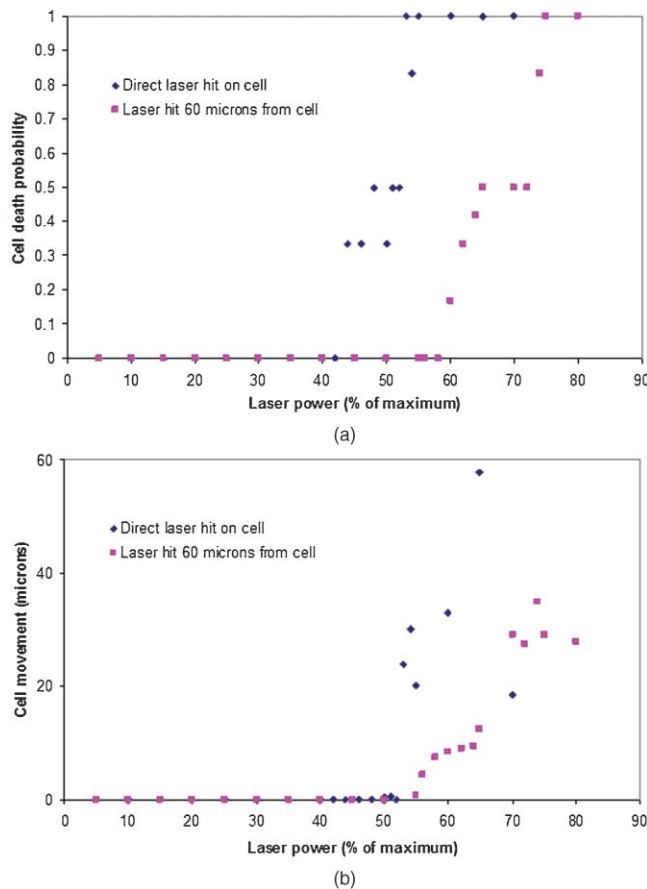 1
0.9
0.8
0.7
0.6
0.5
0.4
0.3
0.2
0.1
0
Cell death probability
Direct laser hit on cell
Laser hit 60 microns from cell
0 10 20 30 40 50 60 70 80 90
Laser power (% of maximum)
(a)
60
40
20
0
Cell movement (microns)
Direct laser hit on cell
Laser hit 60 microns from cell
0 10 20 30 40 50 60 70 80 90
Laser power (% of maximum)
(b)